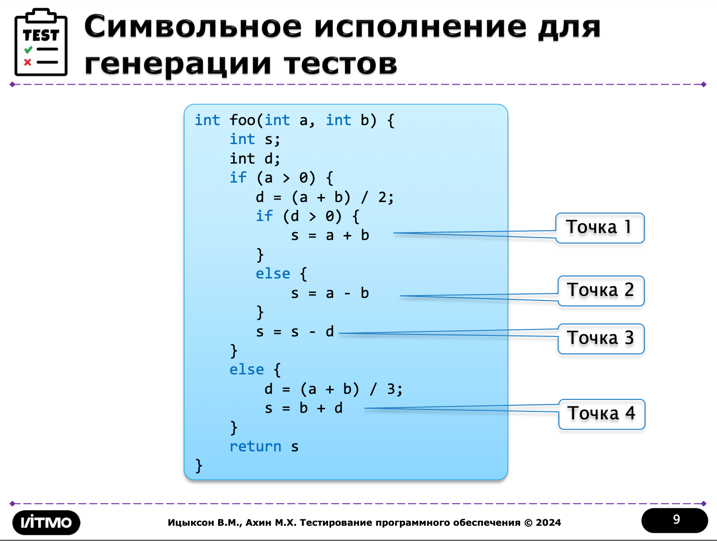 TEST
Символьное исполнение для
генерации тестов
int foo(int a, int b) {
    int s;
    int d;
    if (a > 0) {
       d = (a + b) / 2;
       if (d > 0) {
           s = a + b
       }
       else {
           s = a - b
       }
       s = s - d
    }
    else {
        d = (a + b) / 3;
        s = b + d
    }
    return s
}
Точка 1
Точка 2
Точка 3
Точка 4
ИТМО
Ицыксон В.М., Ахин М.Х. Тестирование программного обеспечения © 2024
9